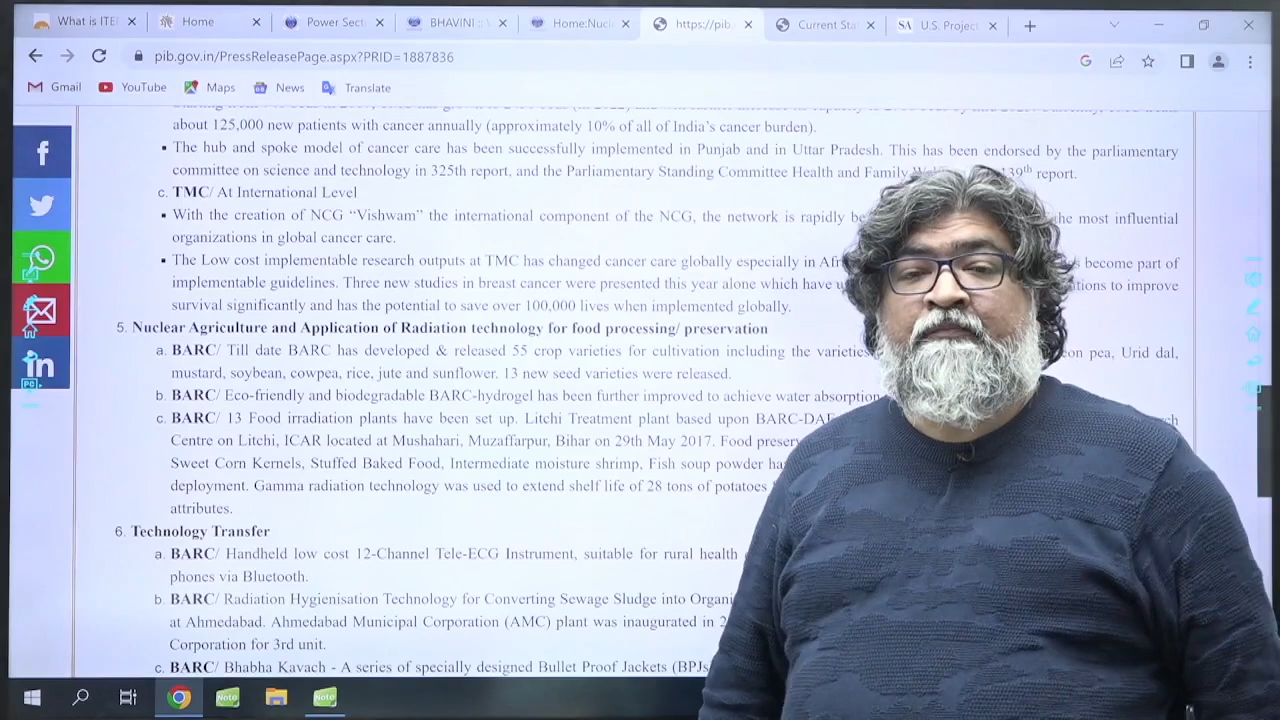 What is ITE
Home
Power Sect
BHAVINI ::
Home:Nucl
https://pib.
Current Sta
SA U.S. Project
pib.gov.in/PressReleasePage.aspx?PRID=1887836
Gmail YouTube Maps News Translate
about 125,000 new patients with cancer annually (approximately 10% of all of India's cancer burden).
▪ The hub and spoke model of cancer care has been successfully implemented in Punjab and in Uttar Pradesh. This has been endorsed by the parliamentary
committee on science and technology in 325th report, and the Parliamentary Standing Committee Health and Family 139th report.
c. TMC/ At International Level
▪ With the creation of NCG “Vishwam” the international component of the NCG, the network is rapidly the most influential
organizations in global cancer care.
▪ The Low cost implementable research outputs at TMC has changed cancer care globally especially in become part of
implementable guidelines. Three new studies in breast cancer were presented this year alone which have to improve
survival significantly and has the potential to save over 100,000 lives when implemented globally.
5. Nuclear Agriculture and Application of Radiation technology for food processing/ preservation
a. BARC/ Till date BARC has developed & released 55 crop varieties for cultivation including the varieties pea, Urid dal,
mustard, soybean, cowpea, rice, jute and sunflower. 13 new seed varieties were released.
b. BARC/ Eco-friendly and biodegradable BARC-hydrogel has been further improved to achieve water absorption
c. BARC/ 13 Food irradiation plants have been set up. Litchi Treatment plant based upon
Centre on Litchi, ICAR located at Mushahari, Muzaffarpur, Bihar on 29th May 2017. Food
Sweet Corn Kernels, Stuffed Baked Food, Intermediate moisture shrimp, Fish soup powder
deployment. Gamma radiation technology was used to extend shelf life of 28 tons of potatoes
attributes.
6. Technology Transfer
a. BARC/ Handheld low cost 12-Channel Tele-ECG Instrument, suitable for rural health
phones via Bluetooth.
b. BARC/ Radiation Hygienisation Technology for Converting Sewage Sludge into
at Ahmedabad. Ahmedabad Municipal Corporation (AMC) plant was inaugurated in
Corporation for 3rd unit.
c. BARC/ Bhabha Kavach - A series of specially designed Bullet Proof Jackets (BPJs
Note
Note